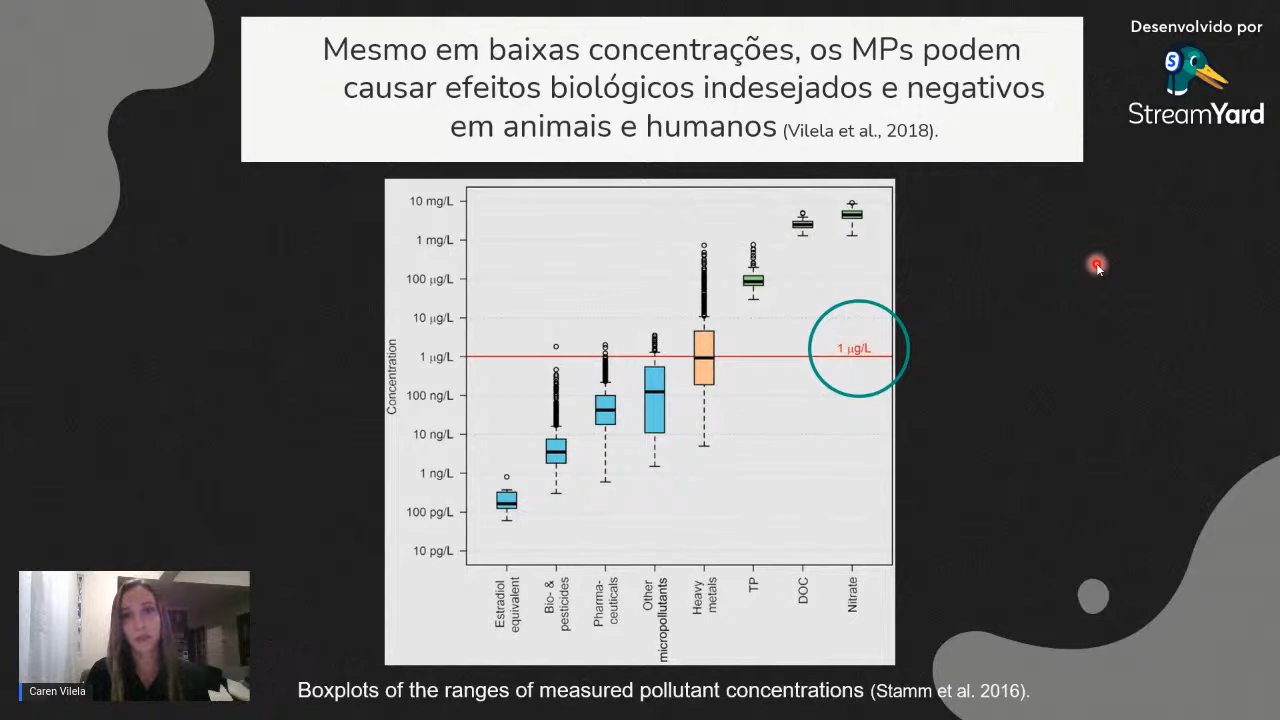 Mesmo em baixas concentrações, os MPs podem
causar efeitos biológicos indesejados e negativos
em animais e humanos (Vilela et al., 2018).
Desenvolvido por
StreamYard
Concentration
10 mg/L
1 mg/L
100 µg/L
10 µg/L
1 µg/L
100 ng/L
10 ng/L
1 ng/L
100 pg/L
10 pg/L
1 µg/L
Estradiol
equivalent
Bio- &
pesticides
Pharma-
ceuticals
Other
micropollutants
Heavy
metals
TP
DOC
Nitrate
Caren Vilela
Boxplots of the ranges of measured pollutant concentrations (Stamm et al. 2016).